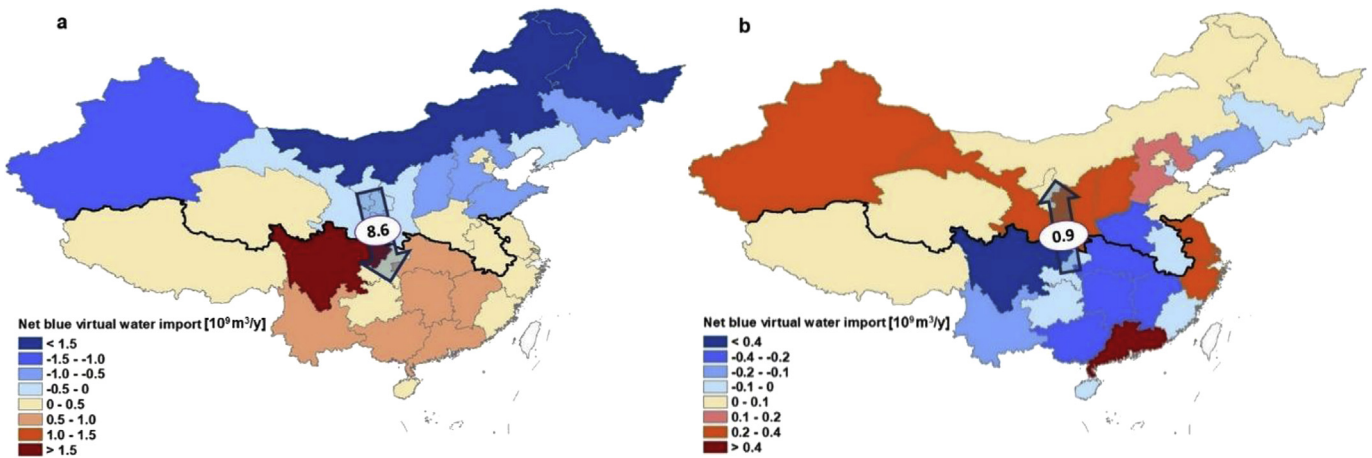 a
8.6
Net blue virtual water import [10⁹m³/y]
< 1.5
-1.5 - -1.0
-1.0 - -0.5
-0.5 - 0
0 - 0.5
0.5 - 1.0
1.0 - 1.5
> 1.5
b
0.9
Net blue virtual water import [10⁹m³/y]
< 0.4
-0.4 - -0.2
-0.2 - -0.1
-0.1 - 0
0 - 0.1
0.1 - 0.2
0.2 - 0.4
> 0.4